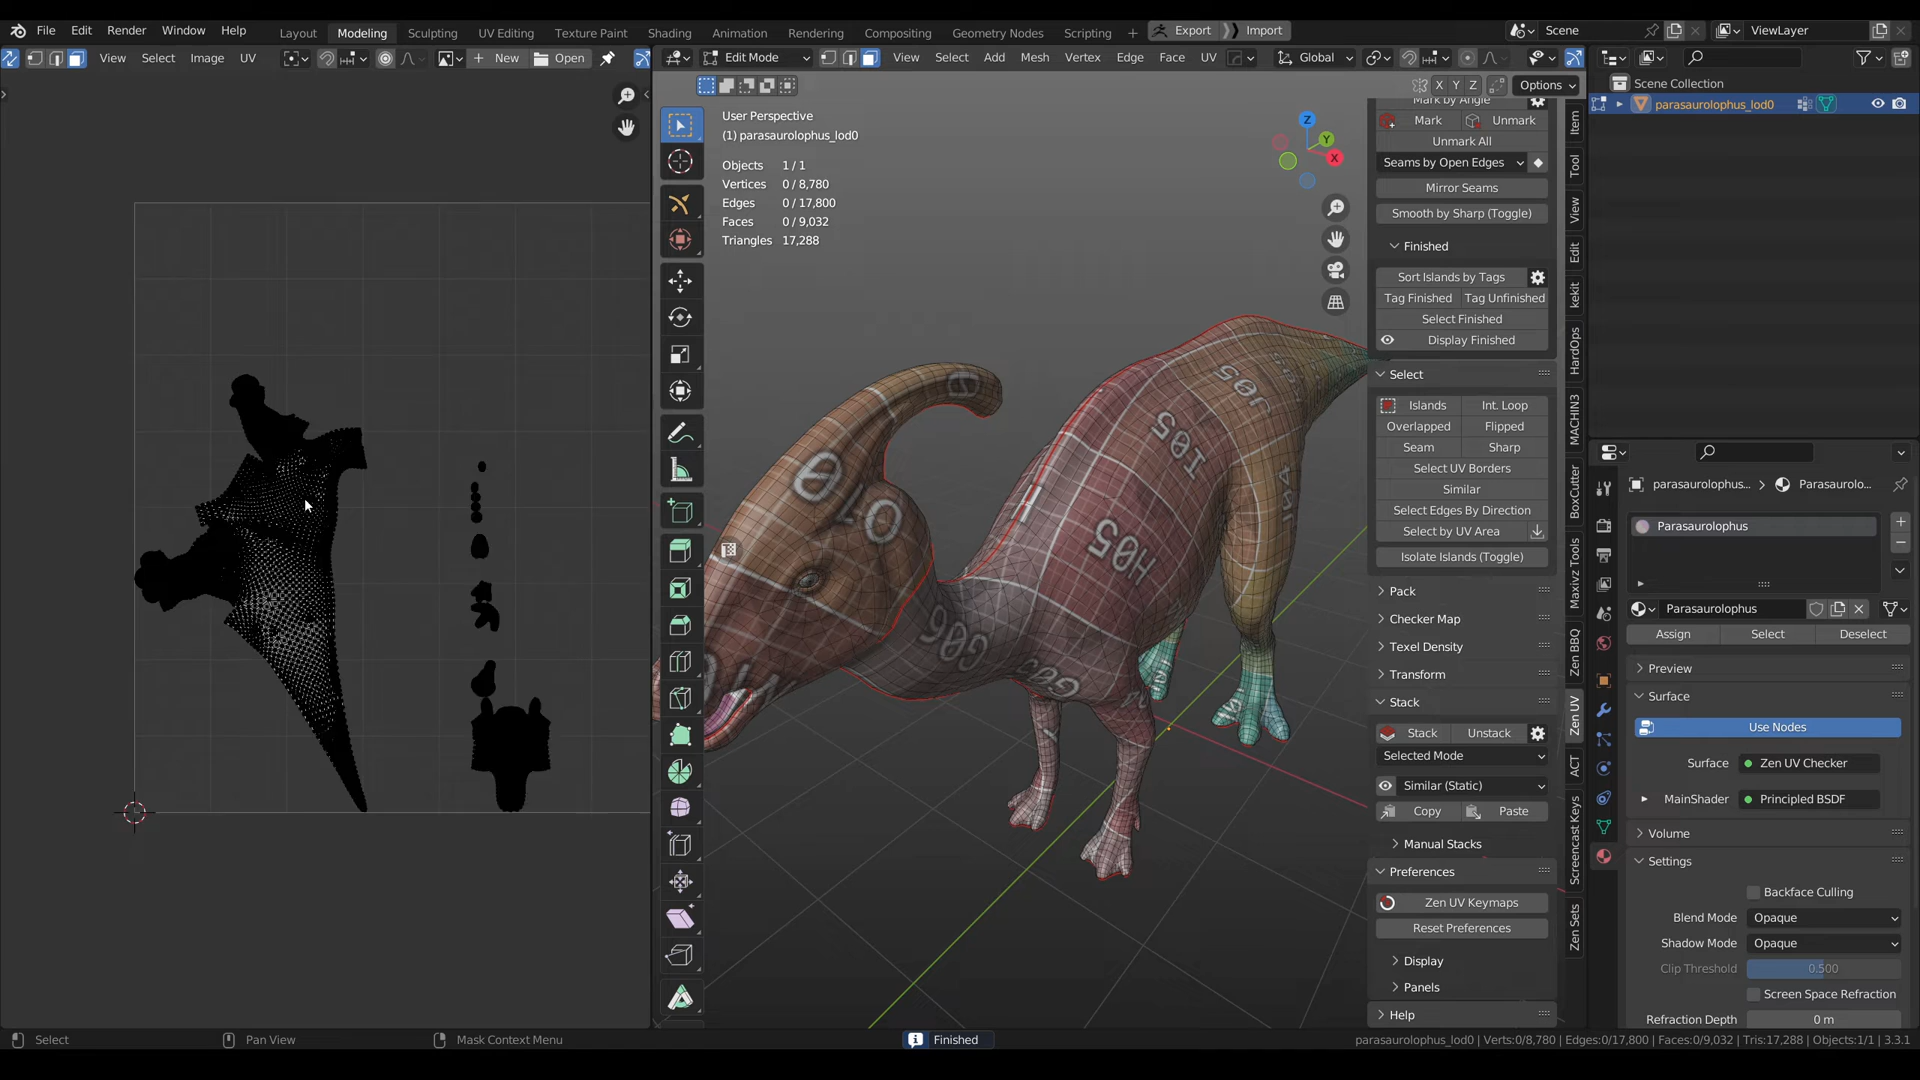 File Edit Render Window Help Layout Modeling Sculpting UV Editing Texture Paint Shading Animation Rendering Compositing Geometry Nodes Scripting + Export Import Scene ViewLayer
View Select Image UV New Open Edit Mode View Select Add Mesh Vertex Edge Face UV Global
X Y Z Options
Scene Collection
parasaurolophus_lod0
User Perspective
(1) parasaurolophus_lod0
Objects 1 / 1
Vertices 0 / 8,780
Edges 0 / 17,800
Faces 0 / 9,032
Triangles 17,288
Z
Y
X
Mark by Angle
Mark Unmark
Unmark All
Seams by Open Edges
Mirror Seams
Smooth by Sharp (Toggle)
Finished
Sort Islands by Tags
Tag Finished Tag Unfinished
Select Finished
Display Finished
Select
Islands Int. Loop
Overlapped Flipped
Seam Sharp
Select UV Borders
Similar
Select Edges By Direction
Select by UV Area
Isolate Islands (Toggle)
Pack
Checker Map
Texel Density
Transform
Stack
Stack Unstack
Selected Mode
Similar (Static)
Copy Paste
Manual Stacks
Preferences
Zen UV Keymaps
Reset Preferences
Display
Panels
Help
Item
Tool
View
Edit
kekit
HardOps
MACHIN3
BoxCutter
Maxivz Tools
Zen BBQ
Zen UV
ACT
Screencast Keys
Zen Sets
parasaurolophus... Parasaurolo...
Parasaurolophus
Parasaurolophus
Assign Select Deselect
Preview
Surface
Use Nodes
Surface Zen UV Checker
MainShader Principled BSDF
Volume
Settings
Backface Culling
Blend Mode Opaque
Shadow Mode Opaque
Clip Threshold 0.500
Screen Space Refraction
Refraction Depth 0 m
J05
I05
H05
G06
O10
Select Pan View Mask Context Menu Finished parasaurolophus_lod0 | Verts:0/8,780 | Edges:0/17,800 | Faces:0/9,032 | Tris:17,288 | Objects:1/1 | 3.3.1